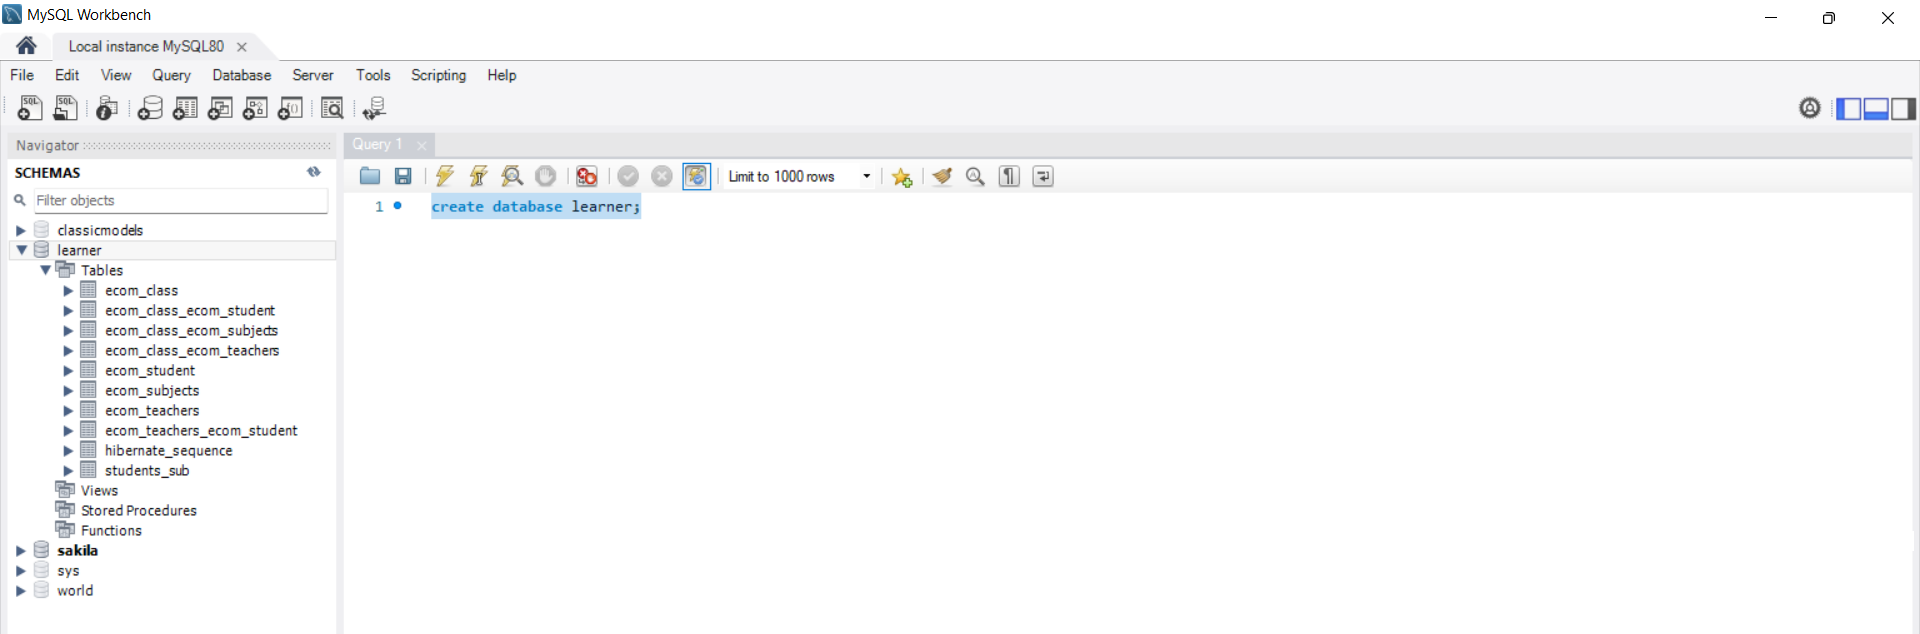 MySQL Workbench
Local instance MySQL80
File Edit View Query Database Server Tools Scripting Help
SQL SQL
Navigator
Query 1
SCHEMAS
Limit to 1000 rows
Filter objects
1 create database learner;
classicmodels
learner
Tables
ecom_class
ecom_class_ecom_student
ecom_class_ecom_subjects
ecom_class_ecom_teachers
ecom_student
ecom_subjects
ecom_teachers
ecom_teachers_ecom_student
hibernate_sequence
students_sub
Views
Stored Procedures
Functions
sakila
sys
world